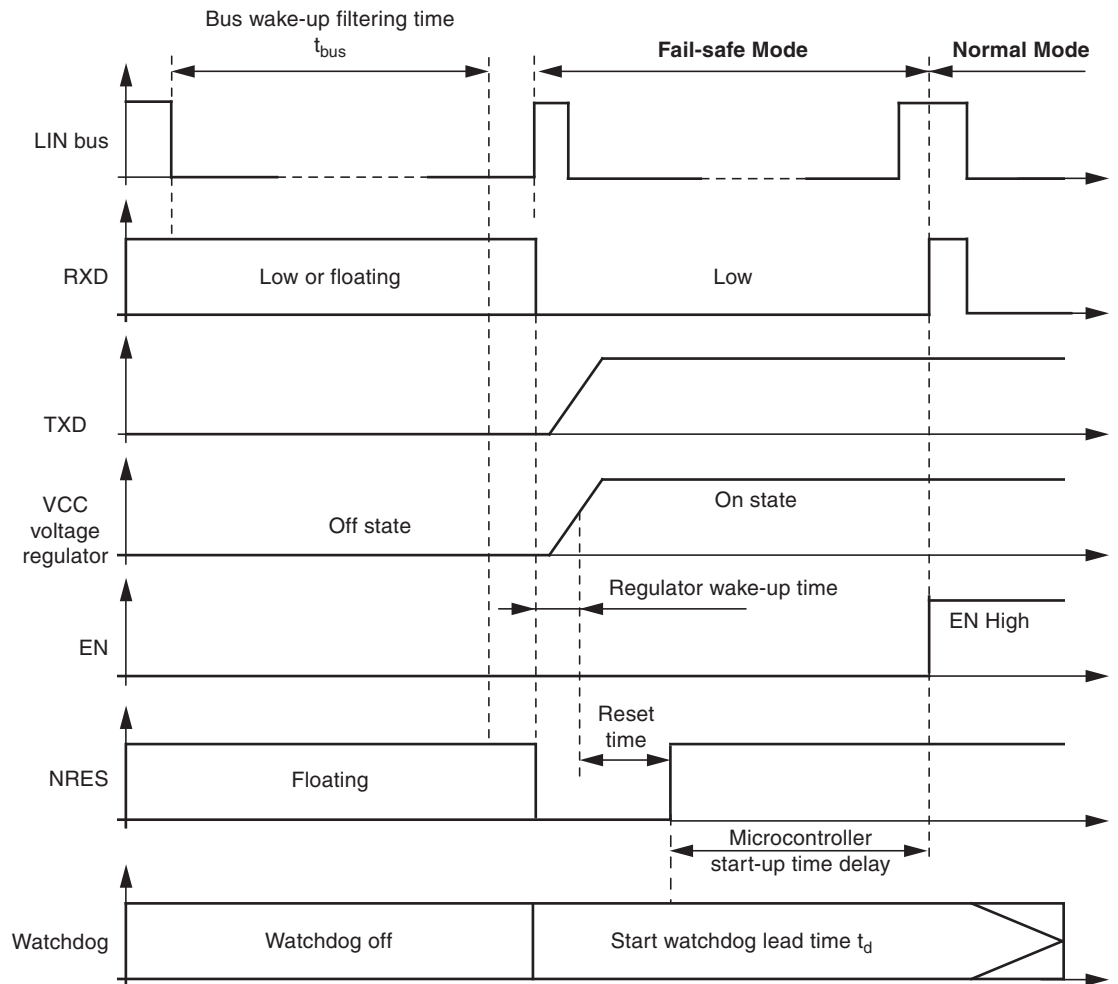 Bus wake-up filtering time
t_bus
Fail-safe Mode
Normal Mode
LIN bus
RXD
Low or floating
Low
TXD
VCC
voltage
regulator
Off state
On state
Regulator wake-up time
EN
EN High
Reset
time
NRES
Floating
Microcontroller
start-up time delay
Watchdog
Watchdog off
Start watchdog lead time t_d